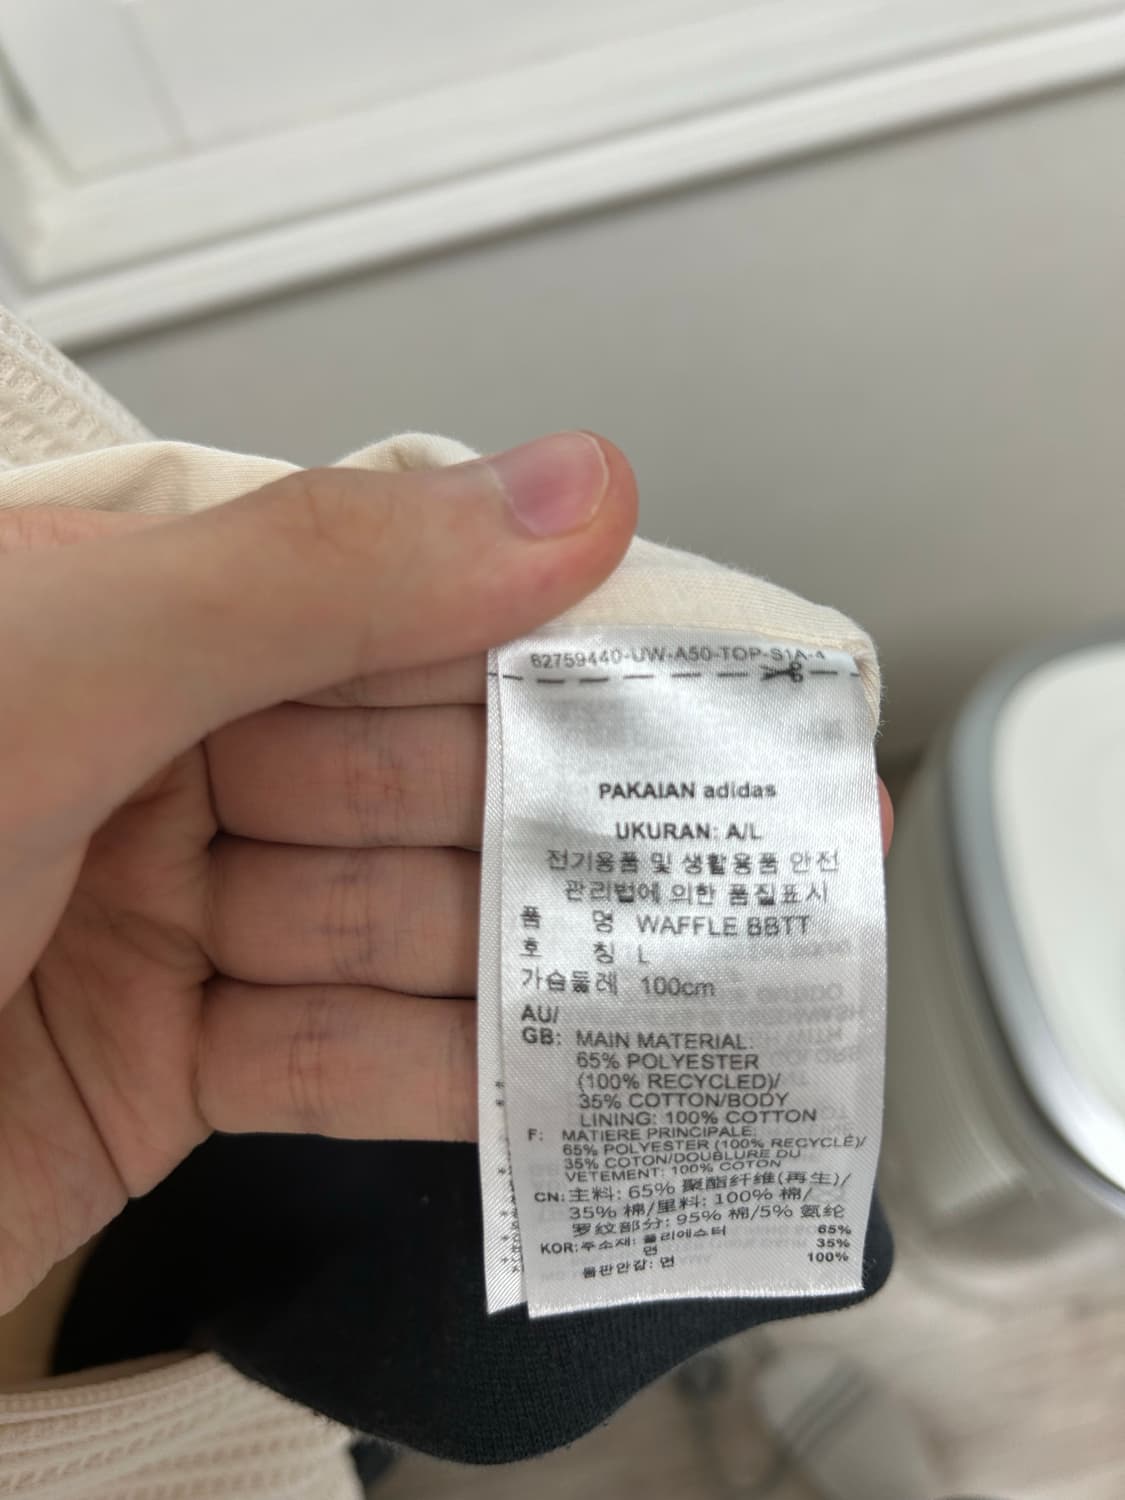 62759440-UW-A50-TOP-S1A-4
PAKAIAN adidas
UKURAN: A/L
전기용품 및 생활용품 안전
관리법에 의한 품질표시
품 명 WAFFLE BBTT
호 칭 L
가슴둘레 100cm
AU/
GB: MAIN MATERIAL:
65% POLYESTER
(100% RECYCLED)/
35% COTTON/BODY
LINING: 100% COTTON
F: MATIERE PRINCIPALE:
65% POLYESTER (100% RECYCLÉ)/
35% COTON/DOUBLURE DU
VETEMENT: 100% COTON
CN: 主料: 65% 聚酯纤维(再生)/
35% 棉/里料: 100% 棉/
罗纹部分: 95% 棉/5% 氨纶
KOR: 주소재: 폴리에스터 65%
면 35%
몸판안감: 면 100%